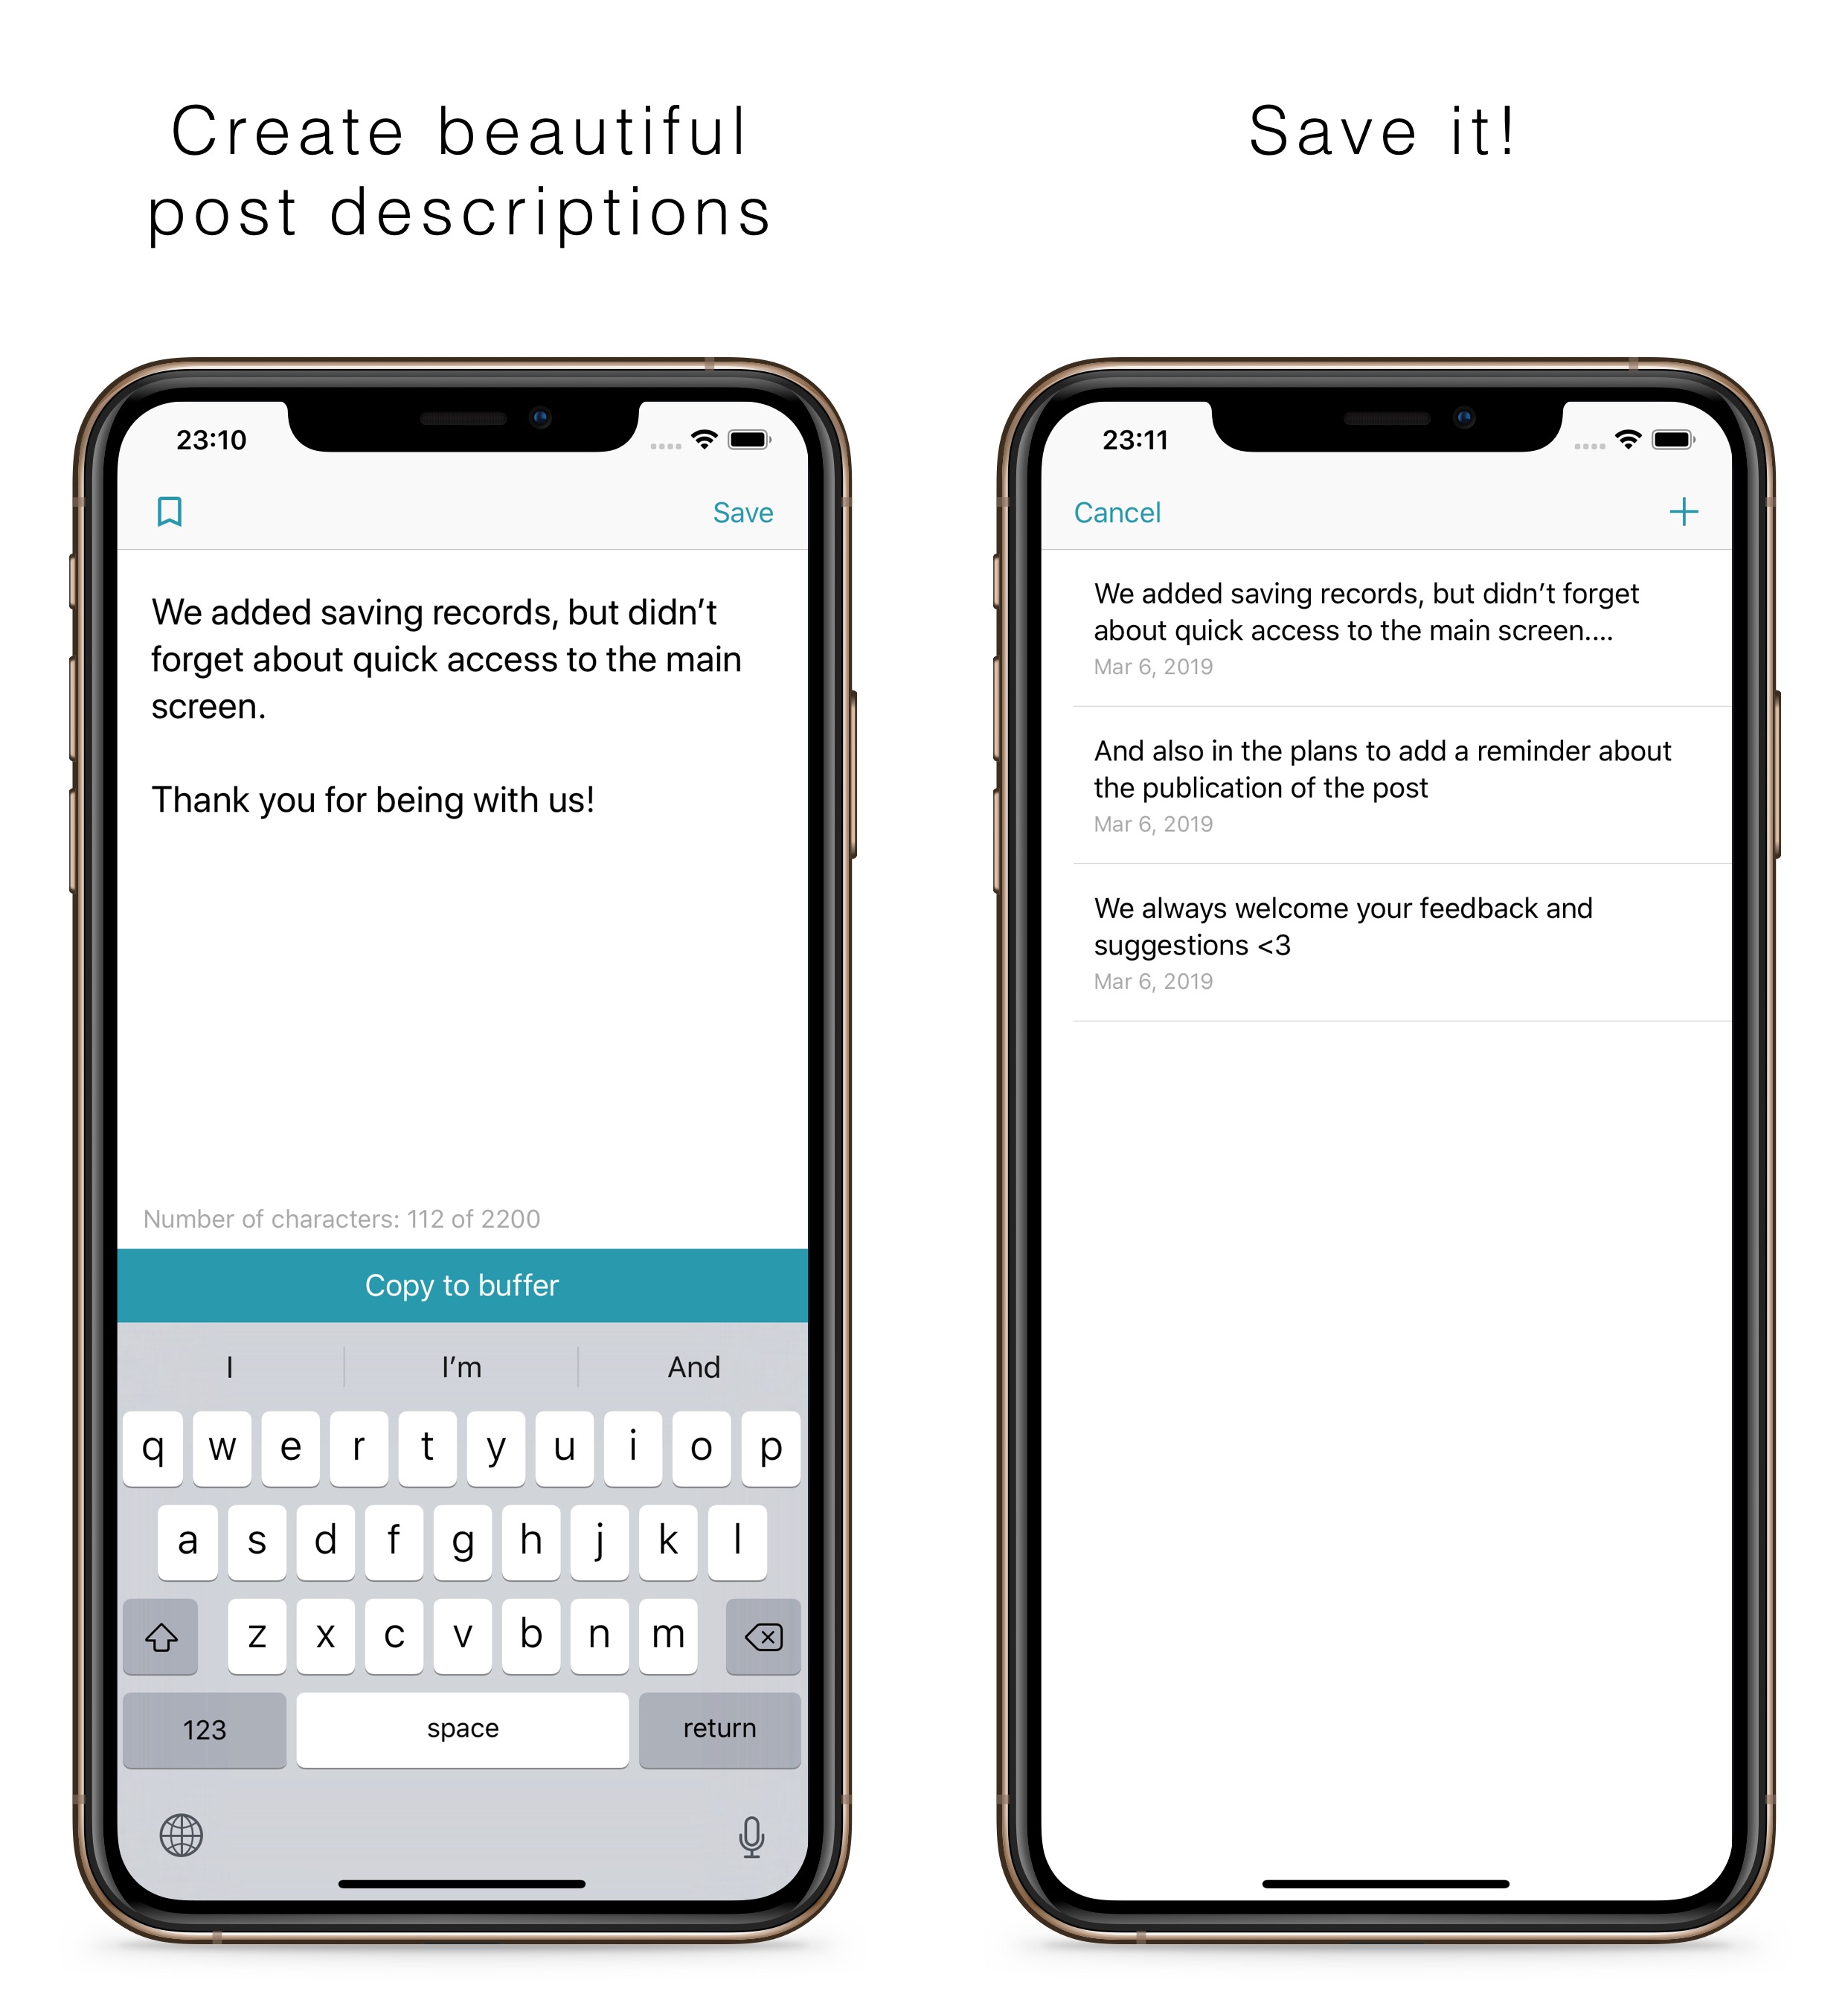 Create beautiful
post descriptions
23:10
Save
We added saving records, but didn’t
forget about quick access to the main
screen.
Thank you for being with us!
Number of characters: 112 of 2200
Copy to buffer
I I’m And
q w e r t y u i o p
a s d f g h j k l
z x c v b n m
123 space return
Save it!
23:11
Cancel +
We added saving records, but didn’t forget
about quick access to the main screen....
Mar 6, 2019
And also in the plans to add a reminder about
the publication of the post
Mar 6, 2019
We always welcome your feedback and
suggestions <3
Mar 6, 2019